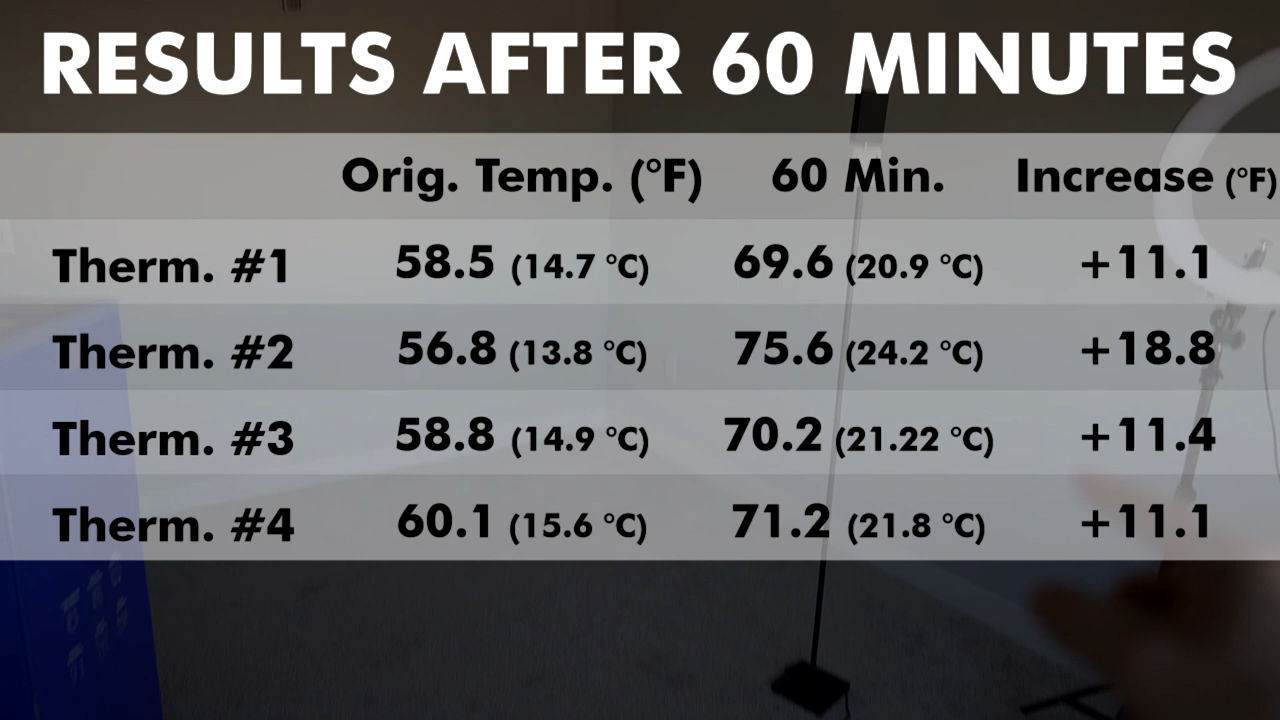 RESULTS AFTER 60 MINUTES
Orig. Temp. (°F) 60 Min. Increase (°F)
Therm. #1 58.5 (14.7 °C) 69.6 (20.9 °C) +11.1
Therm. #2 56.8 (13.8 °C) 75.6 (24.2 °C) +18.8
Therm. #3 58.8 (14.9 °C) 70.2 (21.22 °C) +11.4
Therm. #4 60.1 (15.6 °C) 71.2 (21.8 °C) +11.1